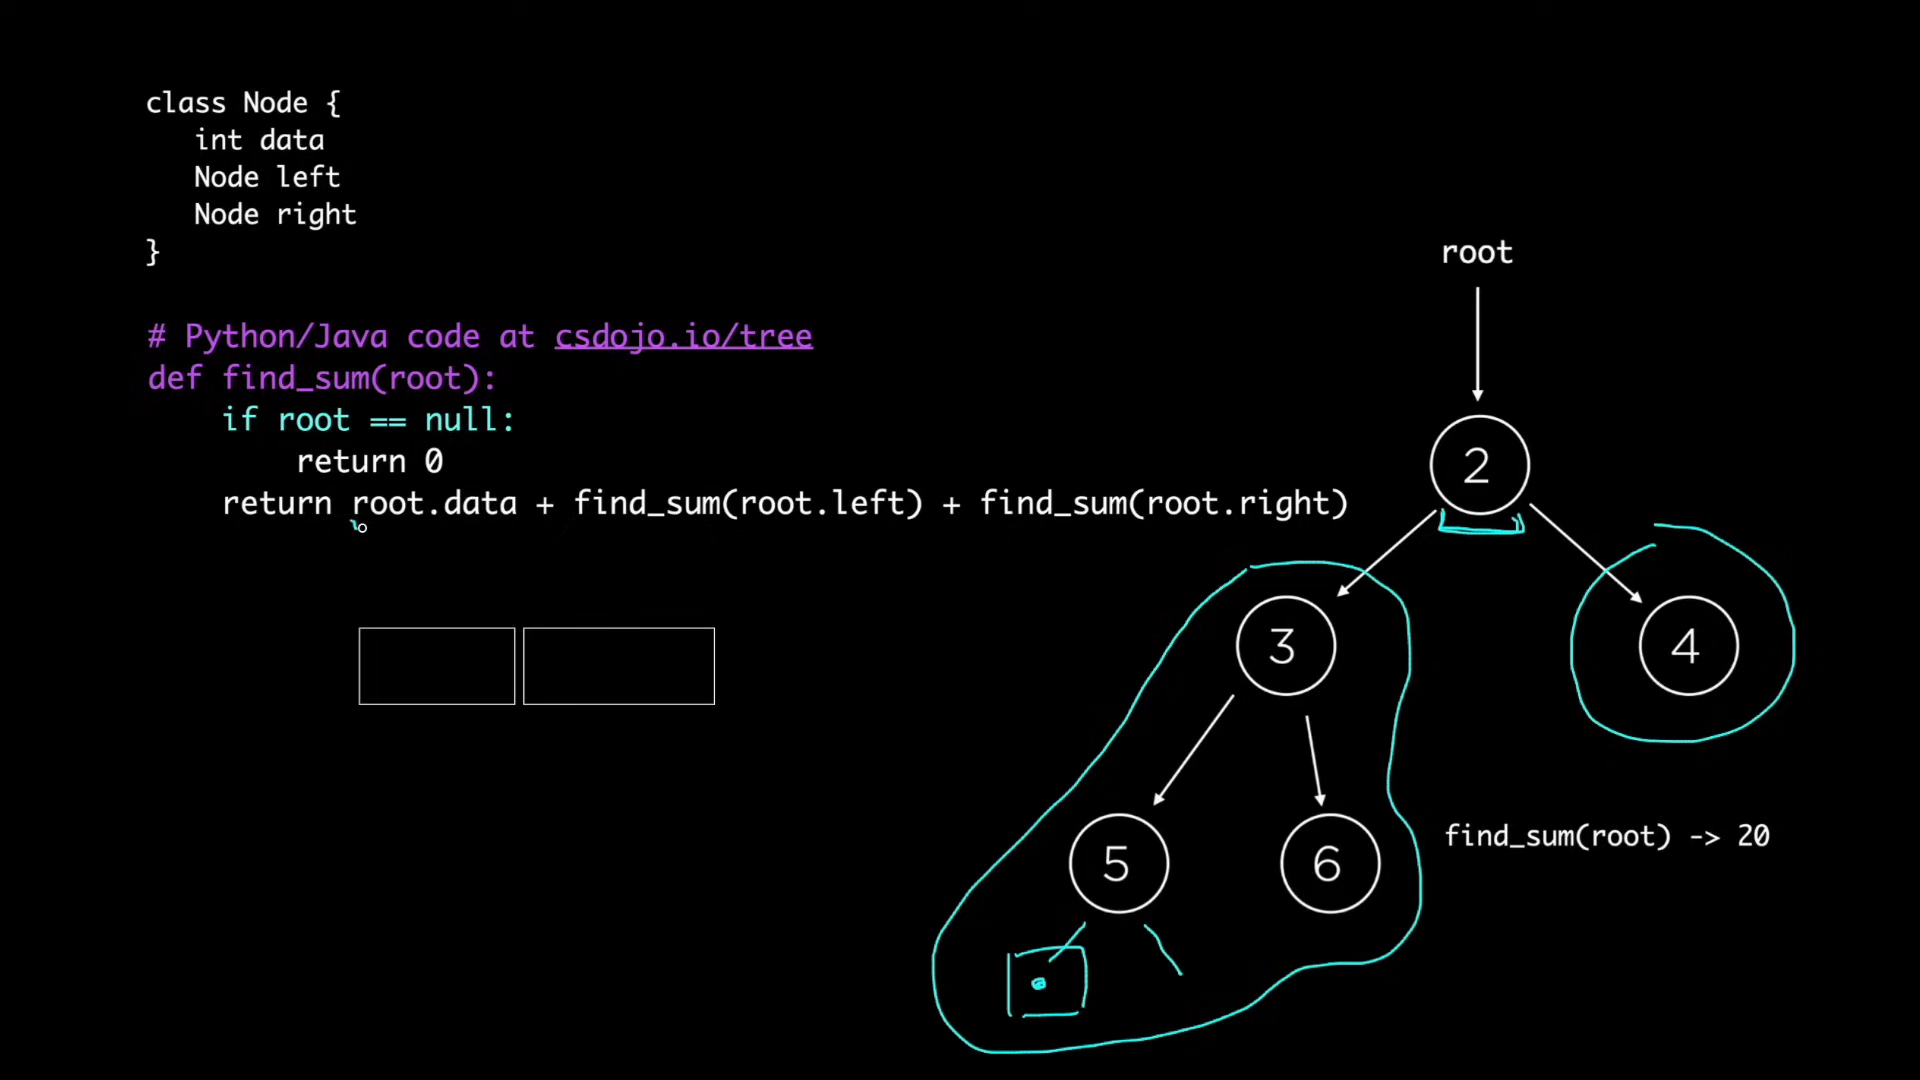 class Node {
   int data
   Node left
   Node right
}
root
# Python/Java code at csdojo.io/tree
def find_sum(root):
    if root == null:
        return 0
    return root.data + find_sum(root.left) + find_sum(root.right)
2
3
4
5
6
find_sum(root) -> 20